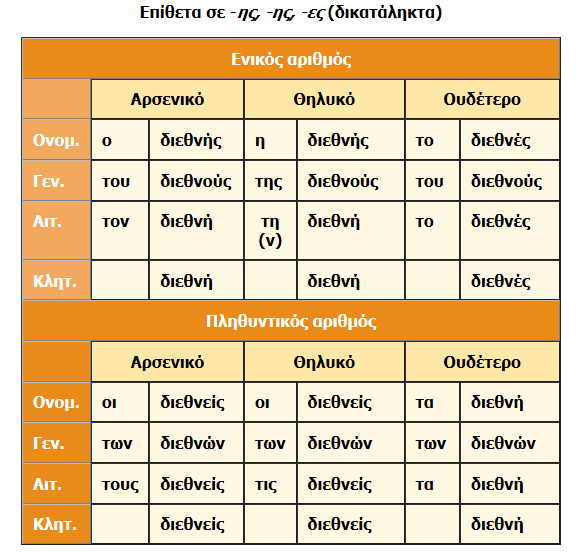 Επίθετα σε -ης, -ης, -ες (δικατάληκτα)
Ενικός αριθμός
Αρσενικό Θηλυκό Ουδέτερο
Ονομ. ο διεθνής η διεθνής το διεθνές
Γεν. του διεθνούς της διεθνούς του διεθνούς
Αιτ. τον διεθνή τη διεθνή το διεθνές
(ν)
Κλητ. διεθνή διεθνή διεθνές
Πληθυντικός αριθμός
Αρσενικό Θηλυκό Ουδέτερο
Ονομ. οι διεθνείς οι διεθνείς τα διεθνή
Γεν. των διεθνών των διεθνών των διεθνών
Αιτ. τους διεθνείς τις διεθνείς τα διεθνή
Κλητ. διεθνείς διεθνείς διεθνή